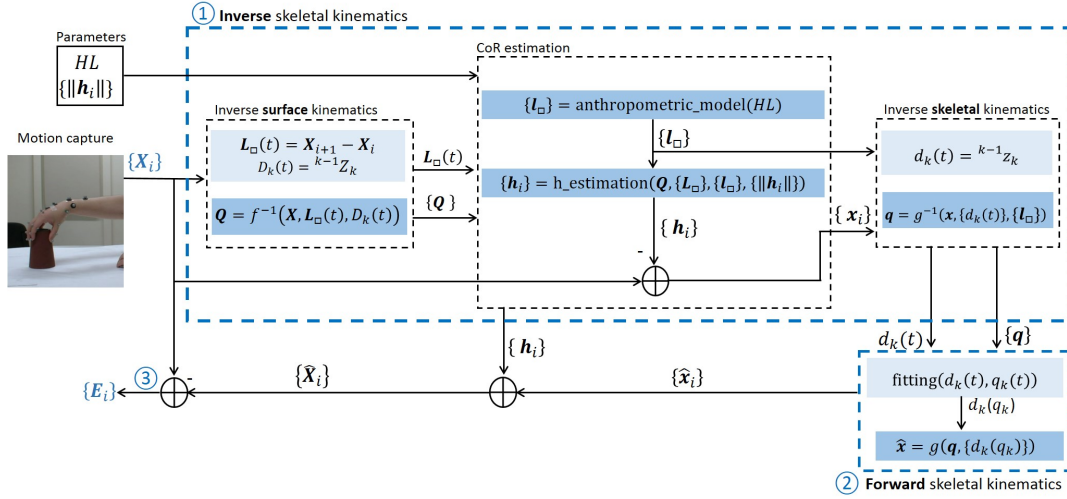 ① Inverse skeletal kinematics
Parameters
HL
{‖h_i‖}
CoR estimation
{l_□} = anthropometric_model(HL)
{l_□}
{h_i} = h_estimation(Q, {L_□}, {l_□}, {‖h_i‖})
-
{ h_i}
Inverse surface kinematics
L_□(t) = X_{i+1} − X_i
D_k(t) = ^{k−1}Z_k
Q = f^{−1}(X, L_□(t), D_k(t))
L_□(t)
{Q }
Motion capture
{X_i}
Inverse skeletal kinematics
d_k(t) = ^{k−1}z_k
q = g^{−1}(x, {d_k(t)}, {l_□})
{ x_i}
d_k(t)
{q}
{ h_i}
③
-
{E_i}
{X̂_i}
{x̂_i}
fitting(d_k(t), q_k(t))
d_k(q_k)
x̂ = g(q, {d_k(q_k)})
② Forward skeletal kinematics